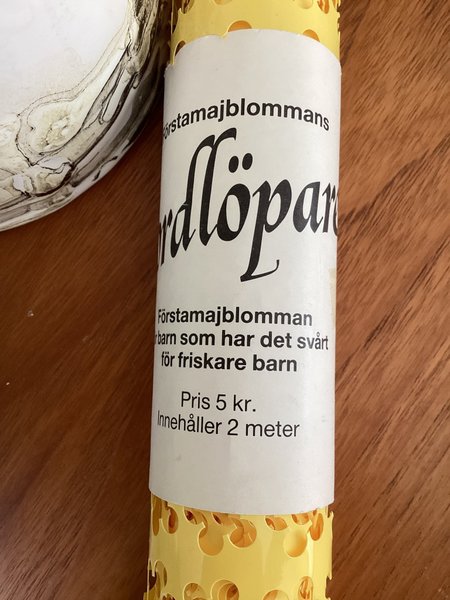 Förstamajblommans
rdlöpare
Förstamajblomman
r barn som har det svårt
för friskare barn
Pris 5 kr.
Innehåller 2 meter